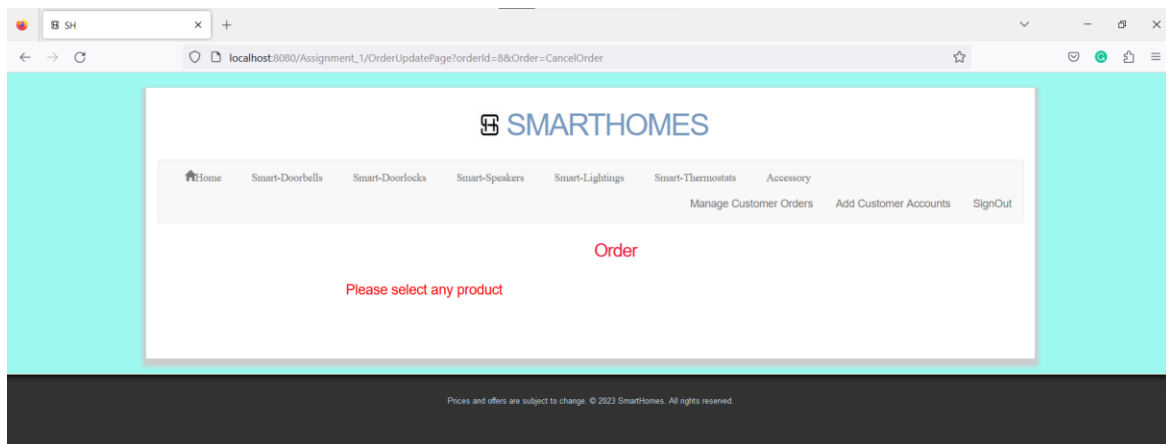 SH
localhost:8080/Assignment_1/OrderUpdatePage?orderId=8&Order=CancelOrder
SMARTHOMES
Home Smart-Doorbells Smart-Doorlocks Smart-Speakers Smart-Lightings Smart-Thermostats Accessory
Manage Customer Orders Add Customer Accounts SignOut
Order
Please select any product
Prices and offers are subject to change. © 2023 SmartHomes. All rights reserved.